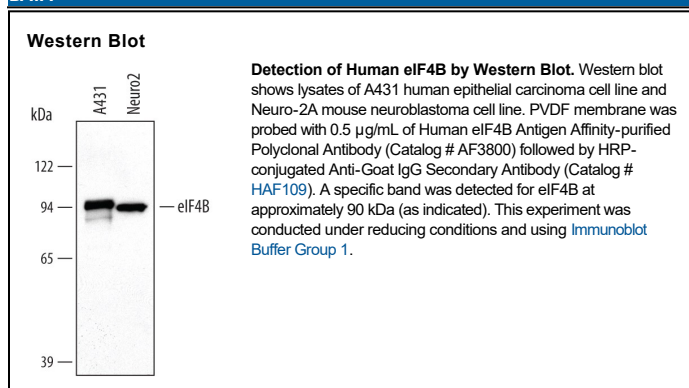 Western Blot
kDa
A431
Neuro2
122
94
65
39
eIF4B
Detection of Human eIF4B by Western Blot. Western blot
shows lysates of A431 human epithelial carcinoma cell line and
Neuro-2A mouse neuroblastoma cell line. PVDF membrane was
probed with 0.5 µg/mL of Human eIF4B Antigen Affinity-purified
Polyclonal Antibody (Catalog # AF3800) followed by HRP-
conjugated Anti-Goat IgG Secondary Antibody (Catalog #
HAF109). A specific band was detected for eIF4B at
approximately 90 kDa (as indicated). This experiment was
conducted under reducing conditions and using Immunoblot
Buffer Group 1.